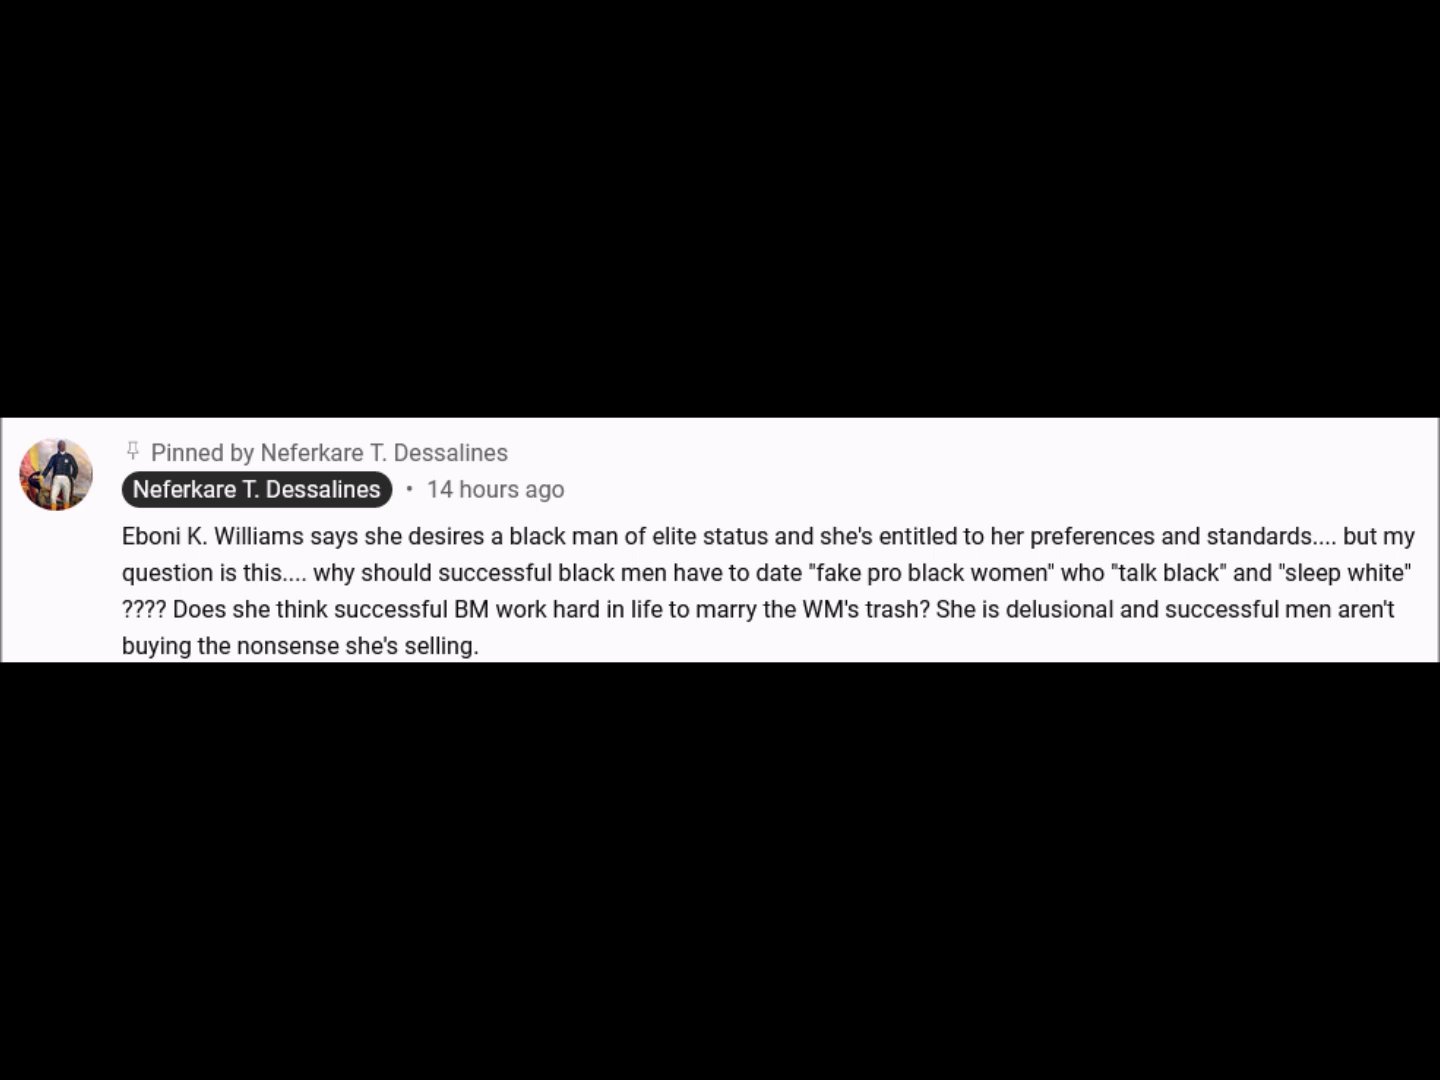 Pinned by Neferkare T. Dessalines
Neferkare T. Dessalines • 14 hours ago
Eboni K. Williams says she desires a black man of elite status and she's entitled to her preferences and standards.... but my
question is this.... why should successful black men have to date "fake pro black women" who "talk black" and "sleep white"
???? Does she think successful BM work hard in life to marry the WM's trash? She is delusional and successful men aren't
buying the nonsense she's selling.